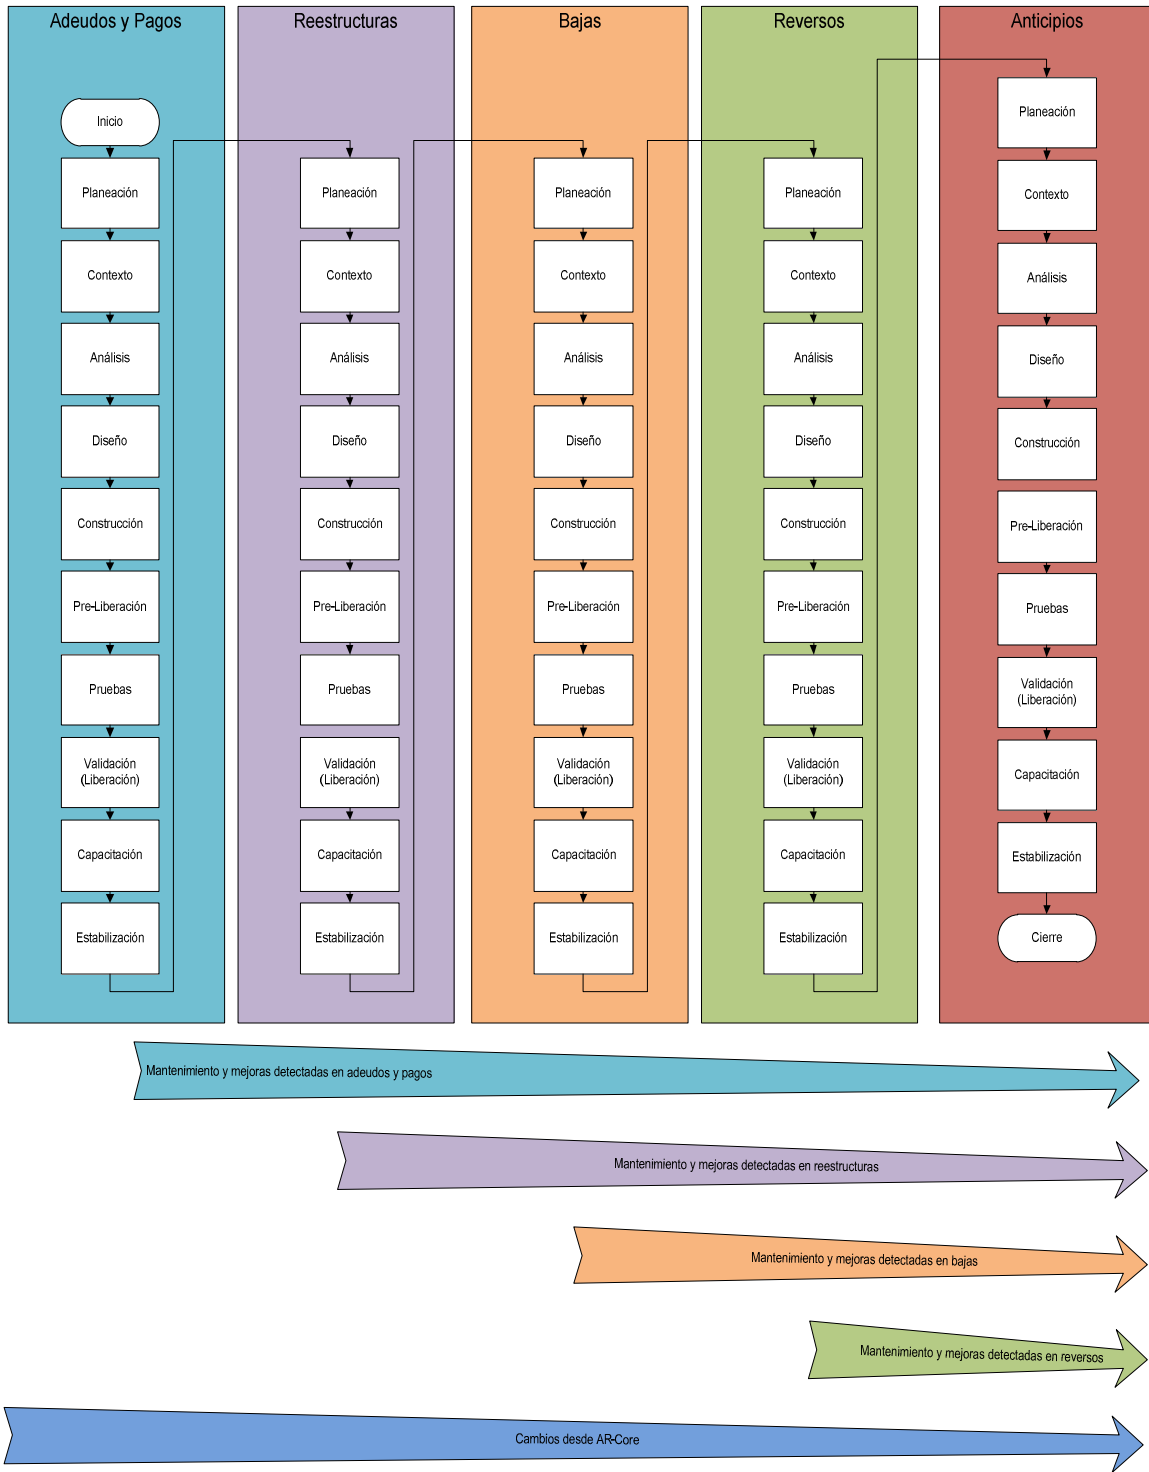 Adeudos y Pagos
Inicio
Planeación
Contexto
Análisis
Diseño
Construcción
Pre-Liberación
Pruebas
Validación
(Liberación)
Capacitación
Estabilización
Reestructuras
Planeación
Contexto
Análisis
Diseño
Construcción
Pre-Liberación
Pruebas
Validación
(Liberación)
Capacitación
Estabilización
Bajas
Planeación
Contexto
Análisis
Diseño
Construcción
Pre-Liberación
Pruebas
Validación
(Liberación)
Capacitación
Estabilización
Reversos
Planeación
Contexto
Análisis
Diseño
Construcción
Pre-Liberación
Pruebas
Validación
(Liberación)
Capacitación
Estabilización
Anticipios
Planeación
Contexto
Análisis
Diseño
Construcción
Pre-Liberación
Pruebas
Validación
(Liberación)
Capacitación
Estabilización
Cierre
Mantenimiento y mejoras detectadas en adeudos y pagos
Mantenimiento y mejoras detectadas en reestructuras
Mantenimiento y mejoras detectadas en bajas
Mantenimiento y mejoras detectadas en reversos
Cambios desde AR-Core